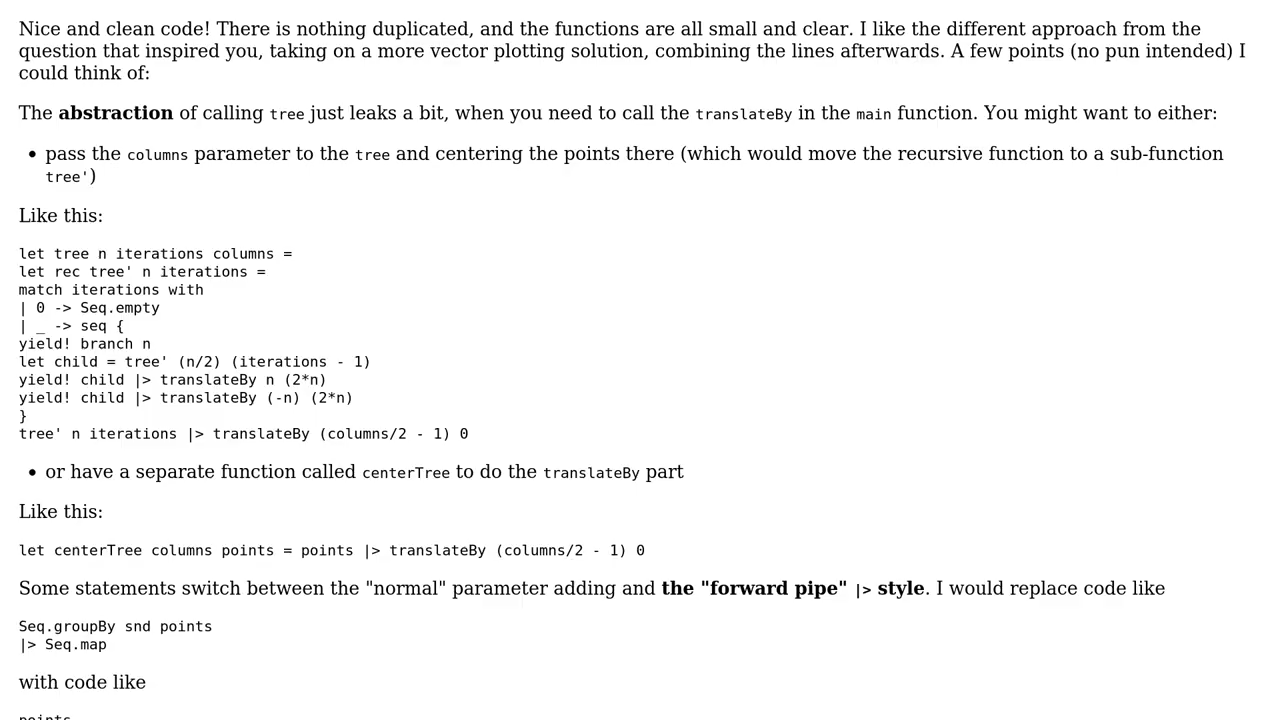 Nice and clean code! There is nothing duplicated, and the functions are all small and clear. I like the different approach from the
question that inspired you, taking on a more vector plotting solution, combining the lines afterwards. A few points (no pun intended) I
could think of:
The abstraction of calling tree just leaks a bit, when you need to call the translateBy in the main function. You might want to either:
• pass the columns parameter to the tree and centering the points there (which would move the recursive function to a sub-function
tree')
Like this:
let tree n iterations columns =
let rec tree' n iterations =
match iterations with
| 0 -> Seq.empty
| _ -> seq {
yield! branch n
let child = tree' (n/2) (iterations - 1)
yield! child |> translateBy n (2*n)
yield! child |> translateBy (-n) (2*n)
}
tree' n iterations |> translateBy (columns/2 - 1) 0
• or have a separate function called centerTree to do the translateBy part
Like this:
let centerTree columns points = points |> translateBy (columns/2 - 1) 0
Some statements switch between the "normal" parameter adding and the "forward pipe" |> style. I would replace code like
Seq.groupBy snd points
|> Seq.map
with code like
points